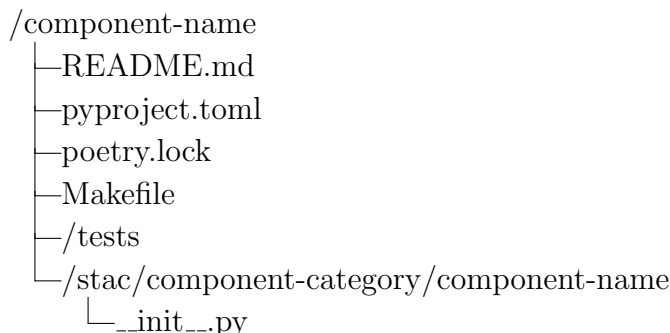 /component-name
README.md
pyproject.toml
poetry.lock
Makefile
/tests
/stac/component-category/component-name
__init__.py